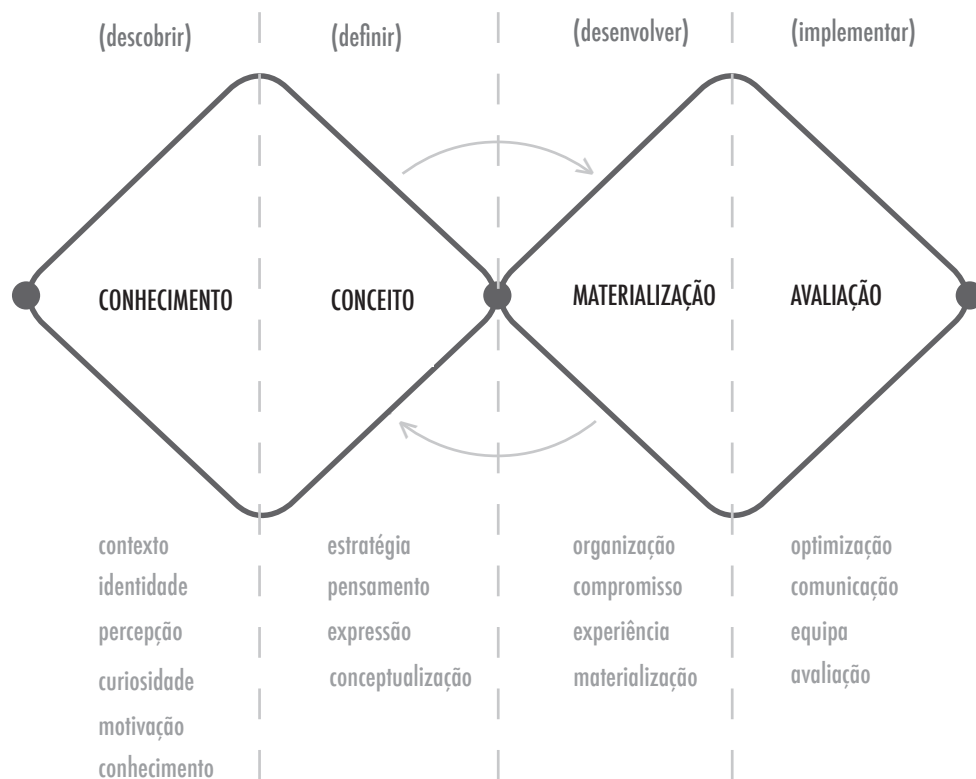 (descobrir) (definir) (desenvolver) (implementar)
CONHECIMENTO CONCEITO MATERIALIZAÇÃO AVALIAÇÃO
contexto estratégia organização optimização
identidade pensamento compromisso comunicação
percepção expressão experiência equipa
curiosidade conceptualização materialização avaliação
motivação
conhecimento